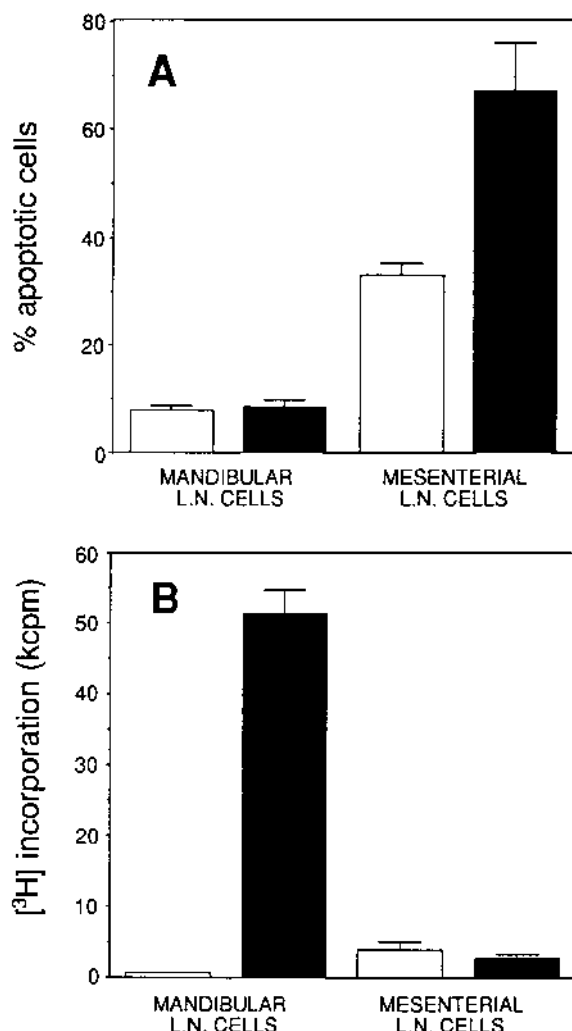 80
A
60
% apoptotic cells
40
20
0
MANDIBULAR
L.N. CELLS
MESENTERIAL
L.N. CELLS
60
B
50
[³H] incorporation (kcpm)
40
30
20
10
0
MANDIBULAR
L.N. CELLS
MESENTERIAL
L.N. CELLS